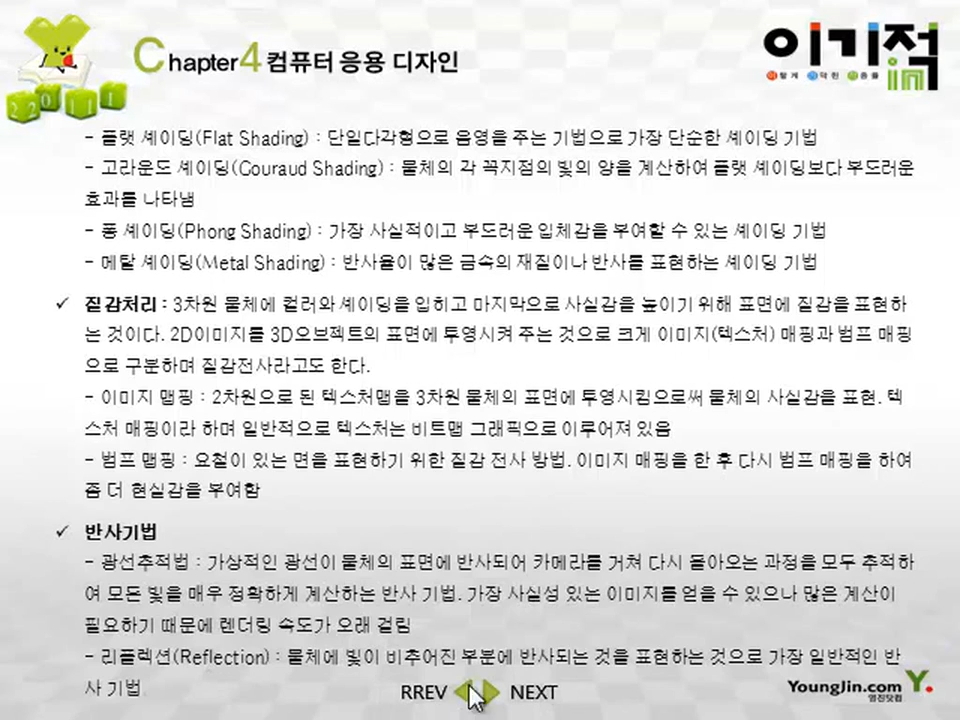 Chapter4 컴퓨터 응용 디자인
이기적in
2 2 0 1 1 1
- 플랫 셰이딩(Flat Shading) : 단일다각형으로 음영을 주는 기법으로 가장 단순한 셰이딩 기법
- 고라운드 셰이딩(Gouraud Shading) : 물체의 각 꼭지점의 빛의 양을 계산하여 플랫 셰이딩보다 부드러운
효과를 나타냄
- 퐁 셰이딩(Phong Shading) : 가장 사실적이고 부드러운 입체감을 부여할 수 있는 셰이딩 기법
- 메탈 셰이딩(Metal Shading) : 반사율이 많은 금속의 재질이나 반사를 표현하는 셰이딩 기법
✓ 질감처리 : 3차원 물체에 컬러와 셰이딩을 입히고 마지막으로 사실감을 높이기 위해 표면에 질감을 표현하
는 것이다. 2D이미지를 3D오브젝트의 표면에 투영시켜 주는 것으로 크게 이미지(텍스처) 매핑과 범프 매핑
으로 구분하며 질감전사라고도 한다.
- 이미지 맵핑 : 2차원으로 된 텍스처맵을 3차원 물체의 표면에 투영시킴으로써 물체의 사실감을 표현. 텍
스처 매핑이라 하며 일반적으로 텍스처는 비트맵 그래픽으로 이루어져 있음
- 범프 맵핑 : 요철이 있는 면을 표현하기 위한 질감 전사 방법. 이미지 매핑을 한 후 다시 범프 매핑을 하여
좀 더 현실감을 부여함
✓ 반사기법
- 광선추적법 : 가상적인 광선이 물체의 표면에 반사되어 카메라를 거쳐 다시 돌아오는 과정을 모두 추적하
여 모든 빛을 매우 정확하게 계산하는 반사 기법. 가장 사실성 있는 이미지를 얻을 수 있으나 많은 계산이
필요하기 때문에 렌더링 속도가 오래 걸림
- 리플렉션(Reflection) : 물체에 빛이 비추어진 부분에 반사되는 것을 표현하는 것으로 가장 일반적인 반
사 기법
RREV NEXT
YoungJin.com Y.
영진닷컴